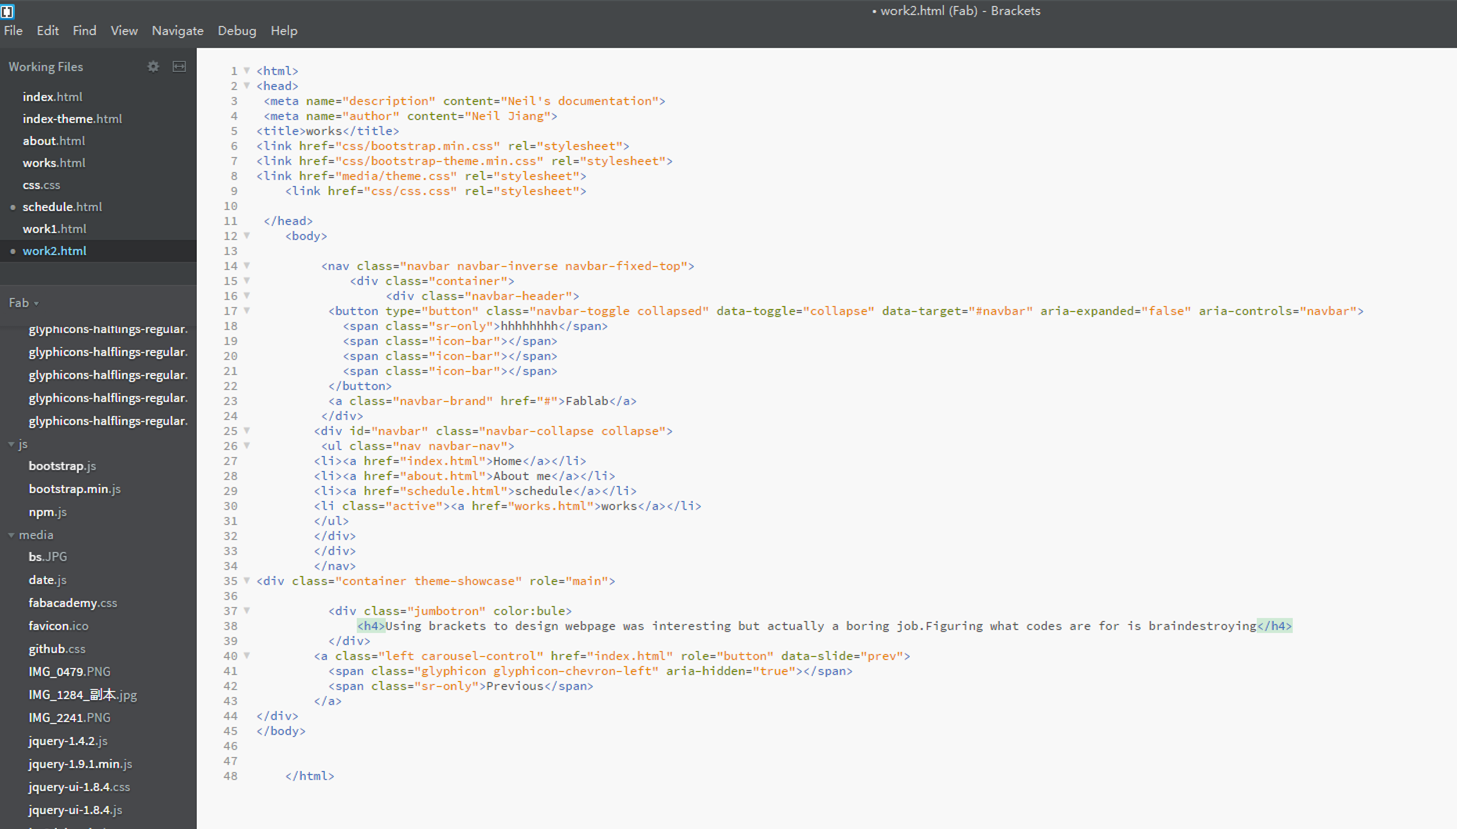 • work2.html (Fab) - Brackets
File Edit Find View Navigate Debug Help
Working Files
index.html
index-theme.html
about.html
works.html
css.css
• schedule.html
work1.html
• work2.html
Fab
glyphicons-halflings-regular.
glyphicons-halflings-regular.
glyphicons-halflings-regular.
glyphicons-halflings-regular.
glyphicons-halflings-regular.
js
bootstrap.js
bootstrap.min.js
npm.js
media
bs.JPG
date.js
fabacademy.css
favicon.ico
github.css
IMG_0479.PNG
IMG_1284_副本.jpg
IMG_2241.PNG
jquery-1.4.2.js
jquery-1.9.1.min.js
jquery-ui-1.8.4.css
jquery-ui-1.8.4.js
1 <html>
2 <head>
3 <meta name="description" content="Neil's documentation">
4 <meta name="author" content="Neil Jiang">
5 <title>works</title>
6 <link href="css/bootstrap.min.css" rel="stylesheet">
7 <link href="css/bootstrap-theme.min.css" rel="stylesheet">
8 <link href="media/theme.css" rel="stylesheet">
9 <link href="css/css.css" rel="stylesheet">
10
11 </head>
12 <body>
13
14 <nav class="navbar navbar-inverse navbar-fixed-top">
15 <div class="container">
16 <div class="navbar-header">
17 <button type="button" class="navbar-toggle collapsed" data-toggle="collapse" data-target="#navbar" aria-expanded="false" aria-controls="navbar">
18 <span class="sr-only">hhhhhhhh</span>
19 <span class="icon-bar"></span>
20 <span class="icon-bar"></span>
21 <span class="icon-bar"></span>
22 </button>
23 <a class="navbar-brand" href="#">Fablab</a>
24 </div>
25 <div id="navbar" class="navbar-collapse collapse">
26 <ul class="nav navbar-nav">
27 <li><a href="index.html">Home</a></li>
28 <li><a href="about.html">About me</a></li>
29 <li><a href="schedule.html">schedule</a></li>
30 <li class="active"><a href="works.html">works</a></li>
31 </ul>
32 </div>
33 </div>
34 </nav>
35 <div class="container theme-showcase" role="main">
36
37 <div class="jumbotron" color:bule>
38 <h4>Using brackets to design webpage was interesting but actually a boring job.Figuring what codes are for is braindestroying</h4>
39 </div>
40 <a class="left carousel-control" href="index.html" role="button" data-slide="prev">
41 <span class="glyphicon glyphicon-chevron-left" aria-hidden="true"></span>
42 <span class="sr-only">Previous</span>
43 </a>
44 </div>
45 </body>
46
47
48 </html>